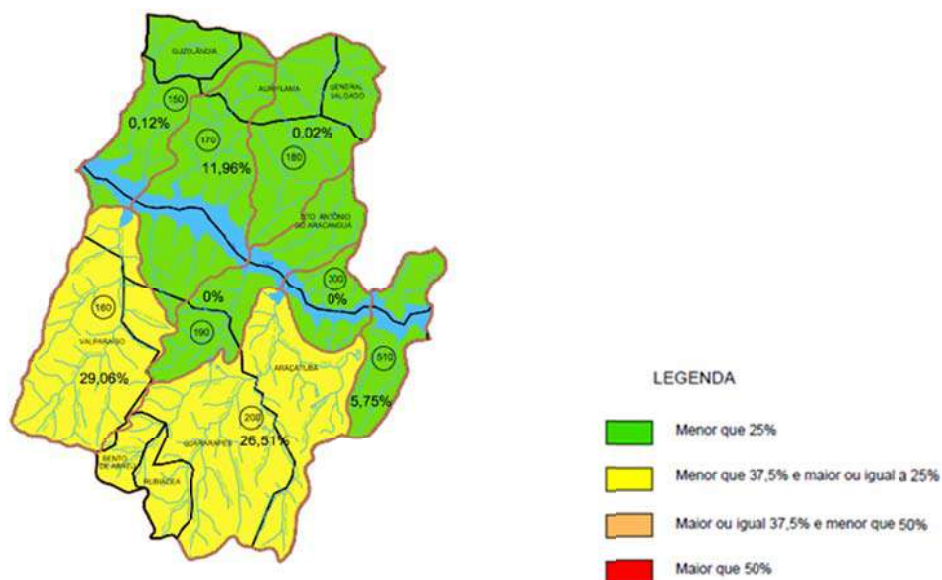 GUZOLÂNDIA
AURIFLAMA
GENERAL
SALGADO
150
0,12%
170
11,96%
0.02%
180
STO ANTÔNIO
DO ARACANGUÁ
300
0%
0%
190
160
VALPARAÍSO
29,06%
ARAÇATUBA
510
5,75%
200
GUARARAPES
26,51%
BENTO
DE ABREU
RUBIÁCEA
LEGENDA
Menor que 25%
Menor que 37,5% e maior ou igual a 25%
Maior ou igual 37,5% e menor que 50%
Maior que 50%